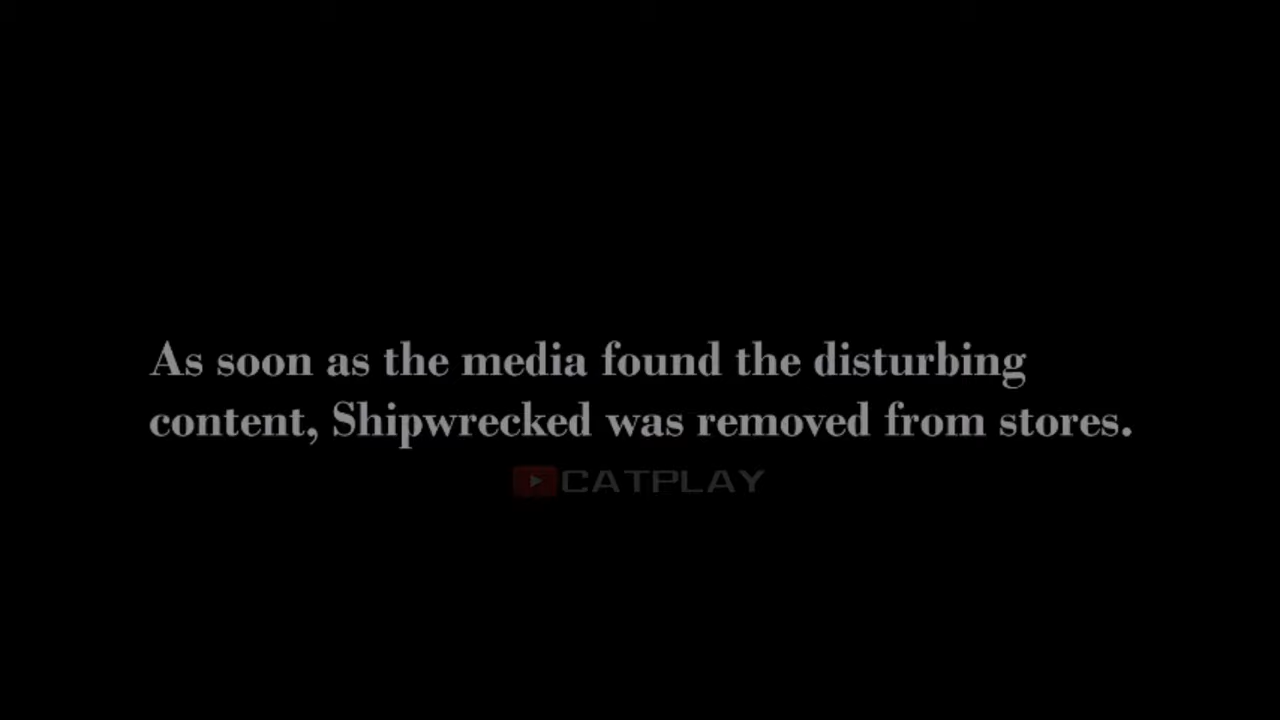 As soon as the media found the disturbing
content, Shipwrecked was removed from stores.
CATPLAY